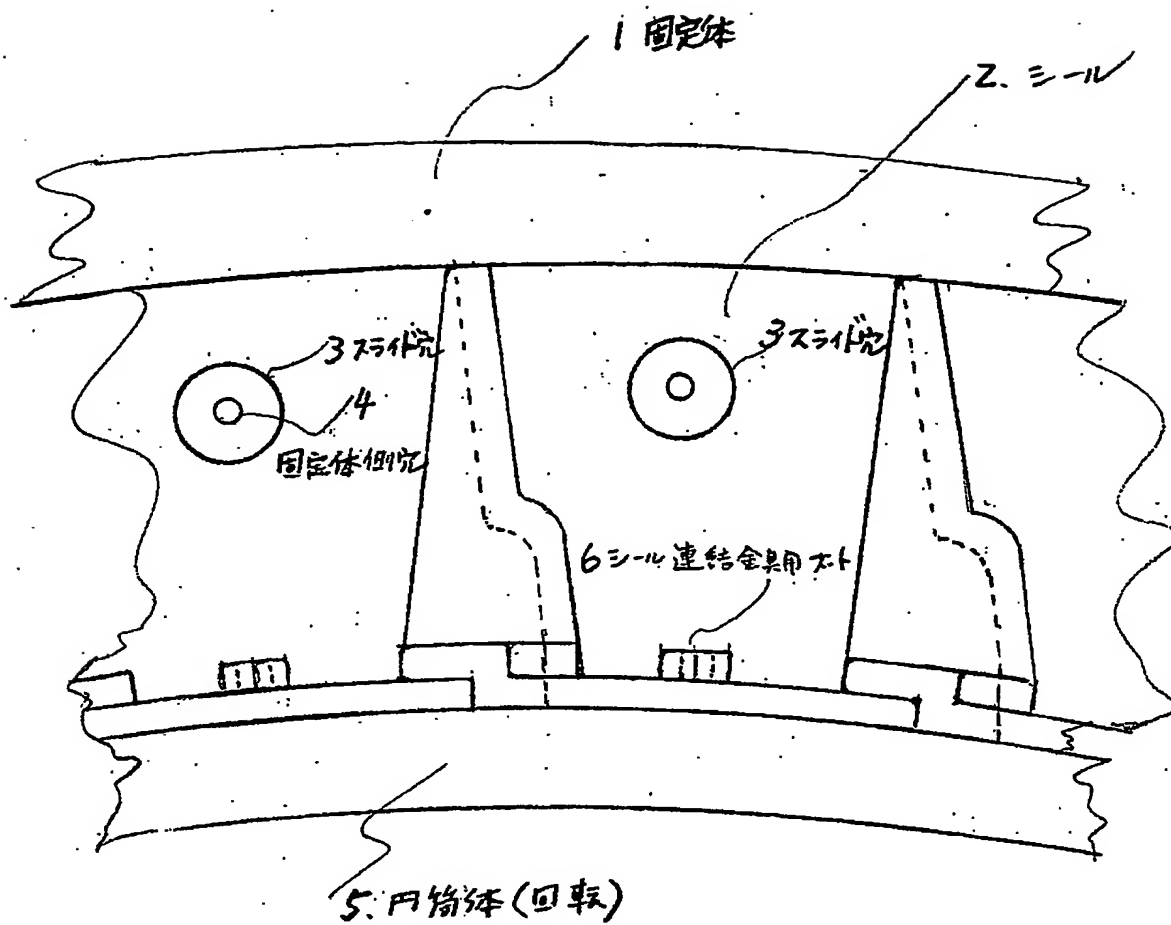 1 固定体
2. シール
3 スライド穴
3 スライド穴
4
固定体側穴
6 シール連結金具用ナット
5. 円筒体(回転)